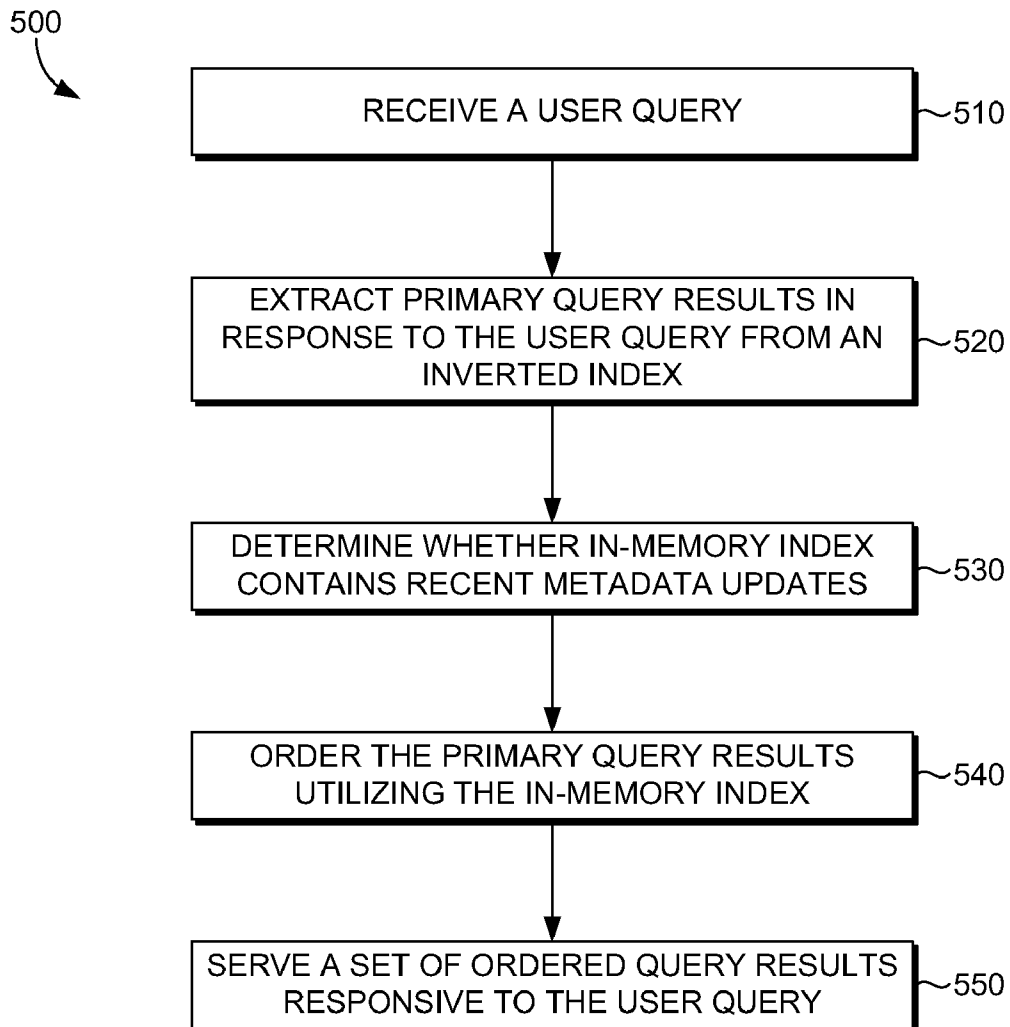 500
RECEIVE A USER QUERY
510
EXTRACT PRIMARY QUERY RESULTS IN
RESPONSE TO THE USER QUERY FROM AN
INVERTED INDEX
520
DETERMINE WHETHER IN-MEMORY INDEX
CONTAINS RECENT METADATA UPDATES
530
ORDER THE PRIMARY QUERY RESULTS
UTILIZING THE IN-MEMORY INDEX
540
SERVE A SET OF ORDERED QUERY RESULTS
RESPONSIVE TO THE USER QUERY
550